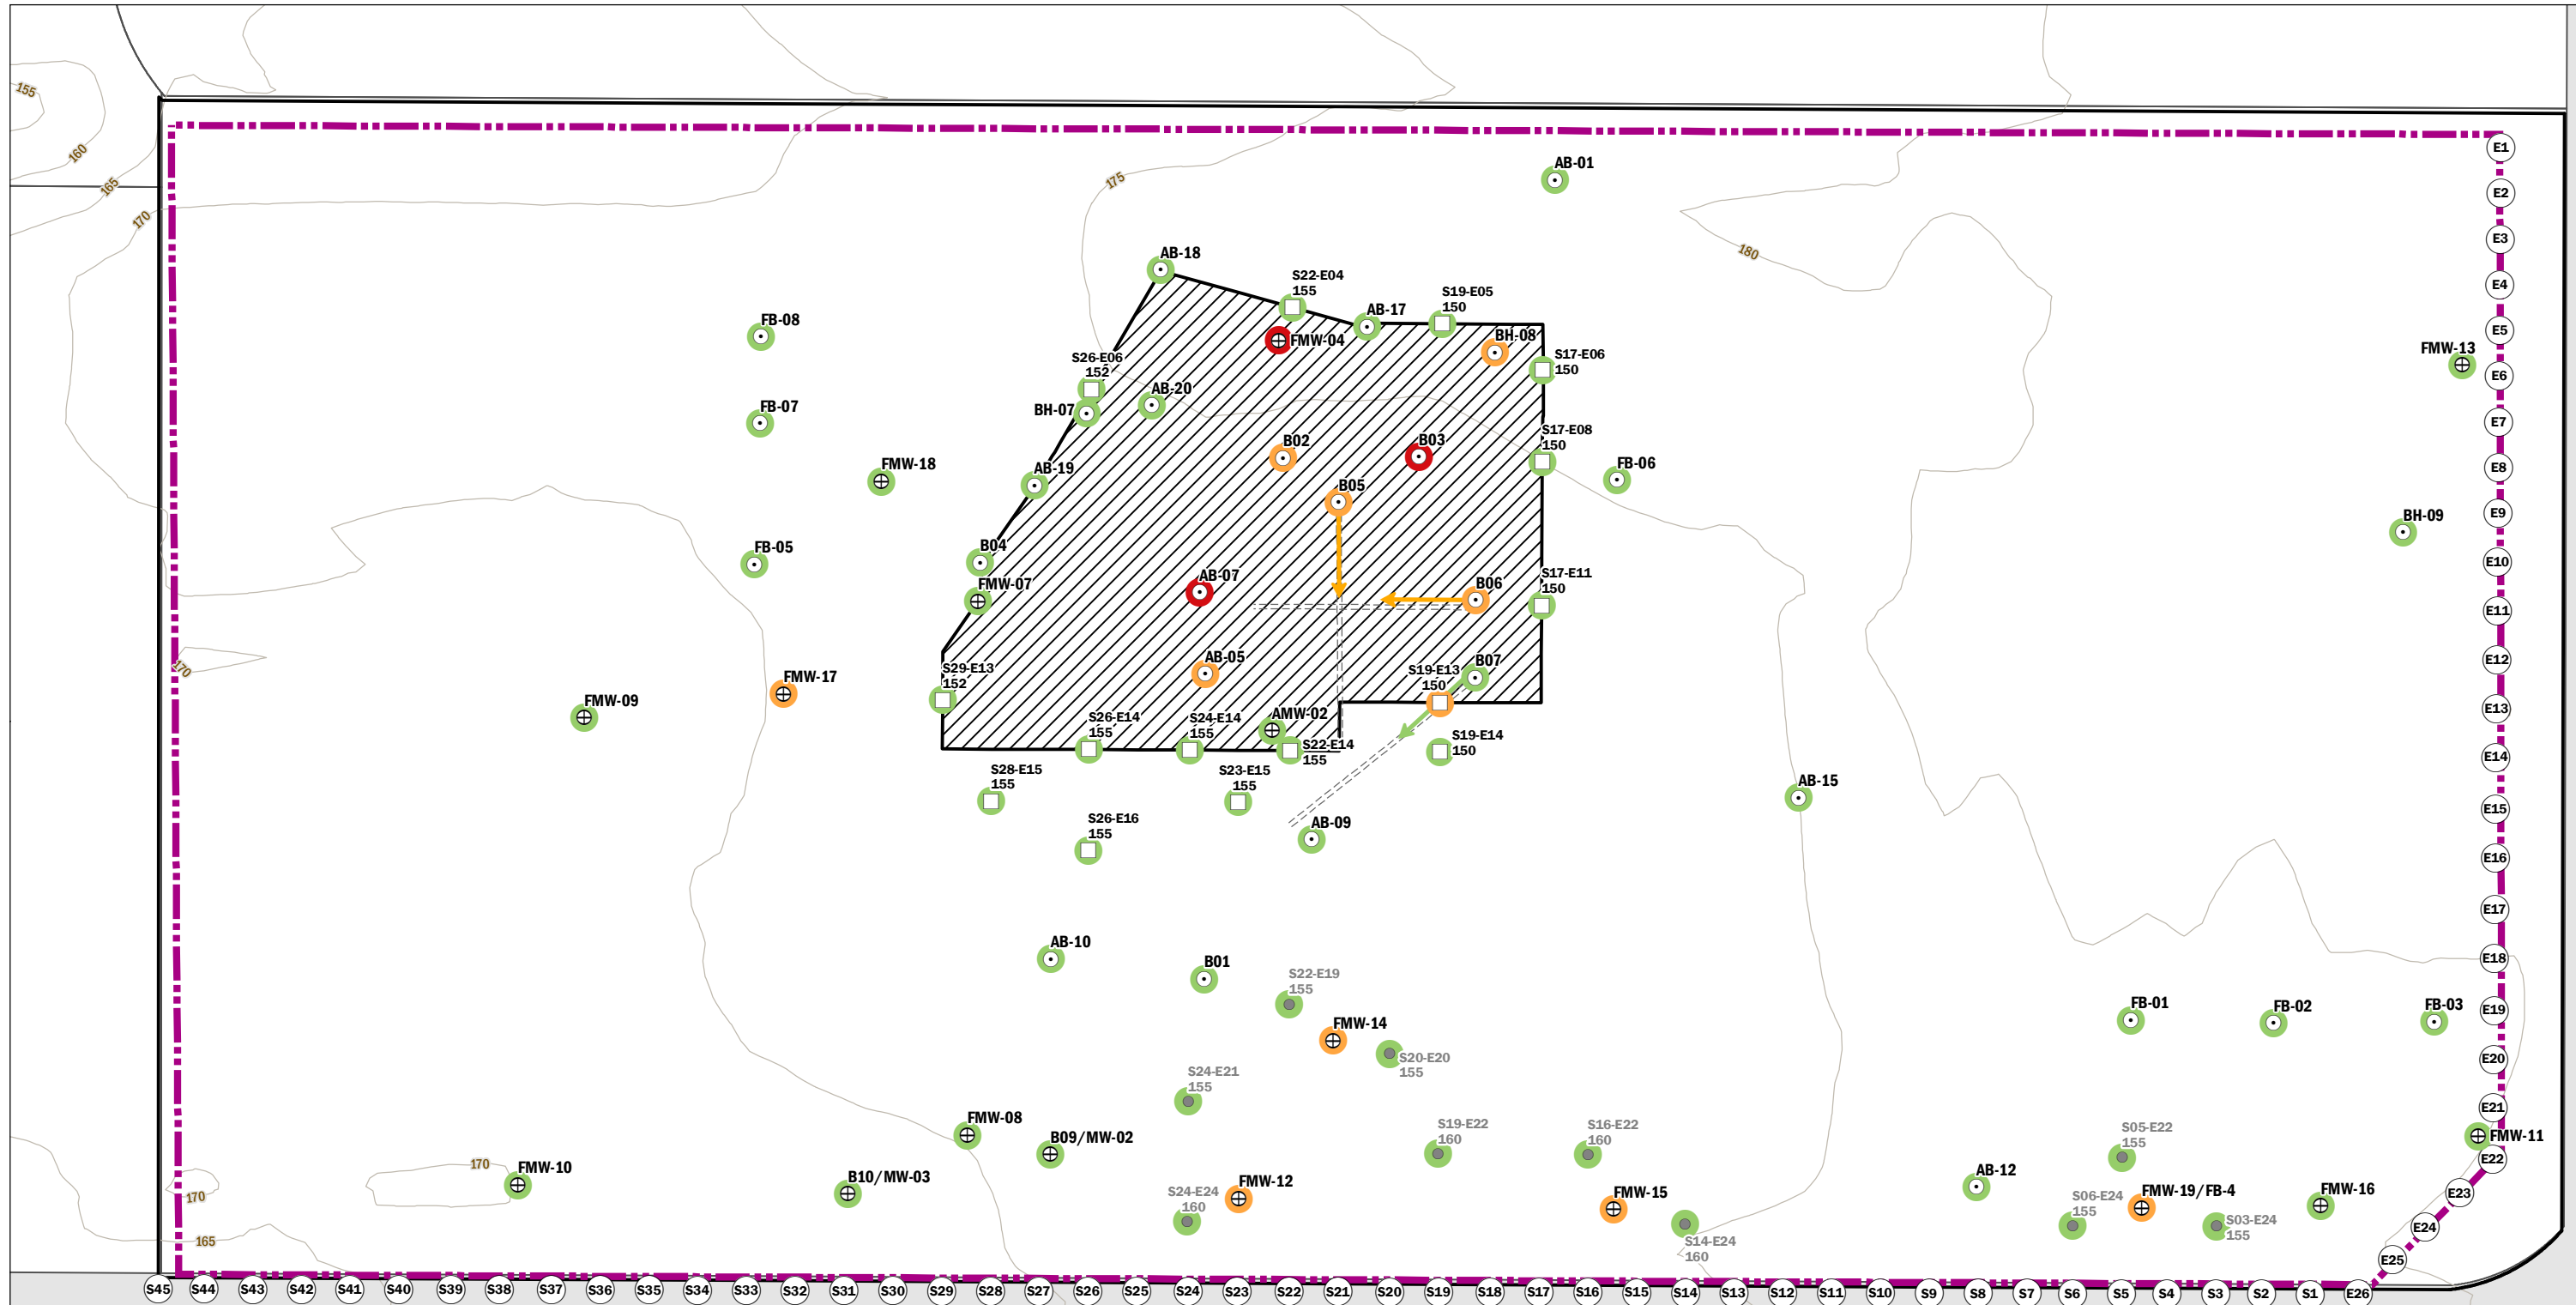 155
160
165
170
175
180
AB-01
E1
E2
E3
E4
E5
E6
E7
E8
E9
E10
E11
E12
E13
E14
E15
E16
E17
E18
E19
E20
E21
E22
E23
E24
E25
AB-18
S22-E04
155
AB-17
S19-E05
150
FB-08
FMW-04
BH-08
S17-E06
150
FMW-13
S26-E06
152
AB-20
BH-07
FB-07
B02
B03
S17-E08
150
FMW-18
AB-19
B05
FB-06
BH-09
FB-05
B04
FMW-07
AB-07
B06
S17-E11
150
170
FMW-17
FMW-09
S29-E13
152
AB-05
S19-E13
150
B07
S26-E14
155
S24-E14
155
AMW-02
S22-E14
155
S19-E14
150
S28-E15
155
S23-E15
155
AB-15
S26-E16
155
AB-09
AB-10
B01
S22-E19
155
FMW-14
S20-E20
155
FB-01
FB-02
FB-03
S24-E21
155
FMW-08
B09/MW-02
S19-E22
160
S16-E22
160
S05-E22
155
FMW-11
170
170
FMW-10
B10/MW-03
S24-E24
160
FMW-12
FMW-15
S14-E24
160
AB-12
S06-E24
155
FMW-19/FB-4
S03-E24
155
FMW-16
165
S45 S44 S43 S42 S41 S40 S39 S38 S37 S36 S35 S34 S33 S32 S31 S30 S29 S28 S27 S26 S25 S24 S23 S22 S21 S20 S19 S18 S17 S16 S15 S14 S13 S12 S11 S10 S9 S8 S7 S6 S5 S4 S3 S2 S1 E26